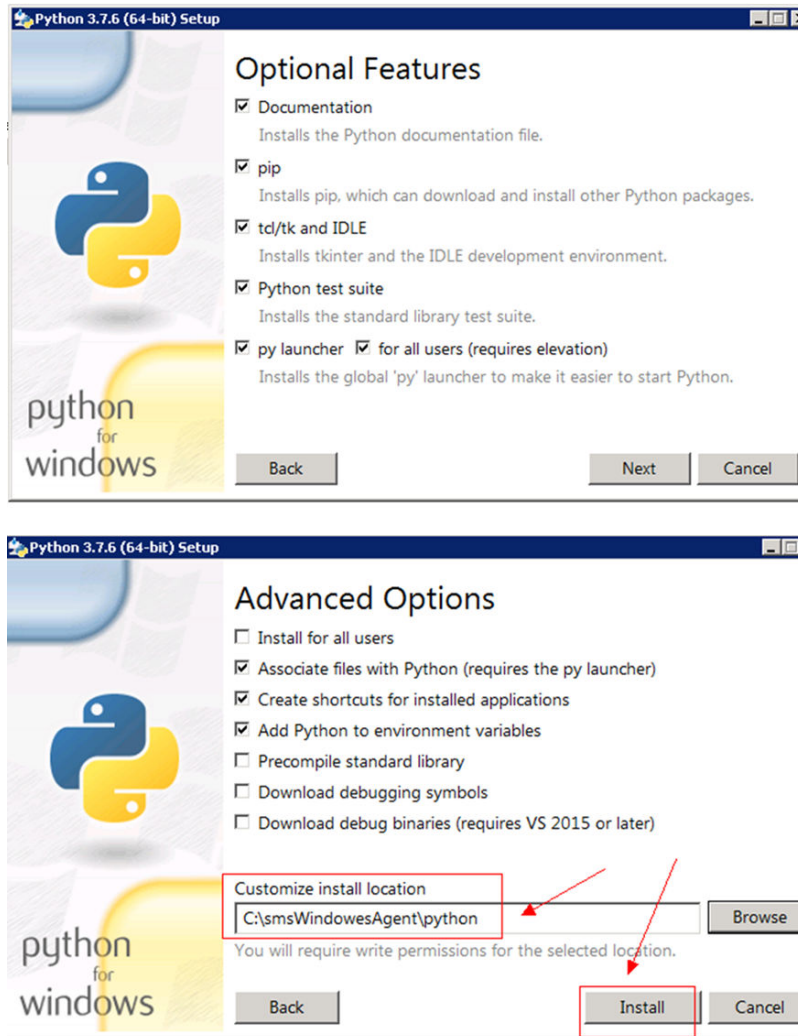 Python 3.7.6 (64-bit) Setup
Optional Features
Documentation
Installs the Python documentation file.
pip
Installs pip, which can download and install other Python packages.
tcl/tk and IDLE
Installs tkinter and the IDLE development environment.
Python test suite
Installs the standard library test suite.
py launcher for all users (requires elevation)
Installs the global 'py' launcher to make it easier to start Python.
python
for
windows
Back Next Cancel
Python 3.7.6 (64-bit) Setup
Advanced Options
Install for all users
Associate files with Python (requires the py launcher)
Create shortcuts for installed applications
Add Python to environment variables
Precompile standard library
Download debugging symbols
Download debug binaries (requires VS 2015 or later)
Customize install location
C:\smsWindowesAgent\python Browse
You will require write permissions for the selected location.
python
for
windows
Back Install Cancel